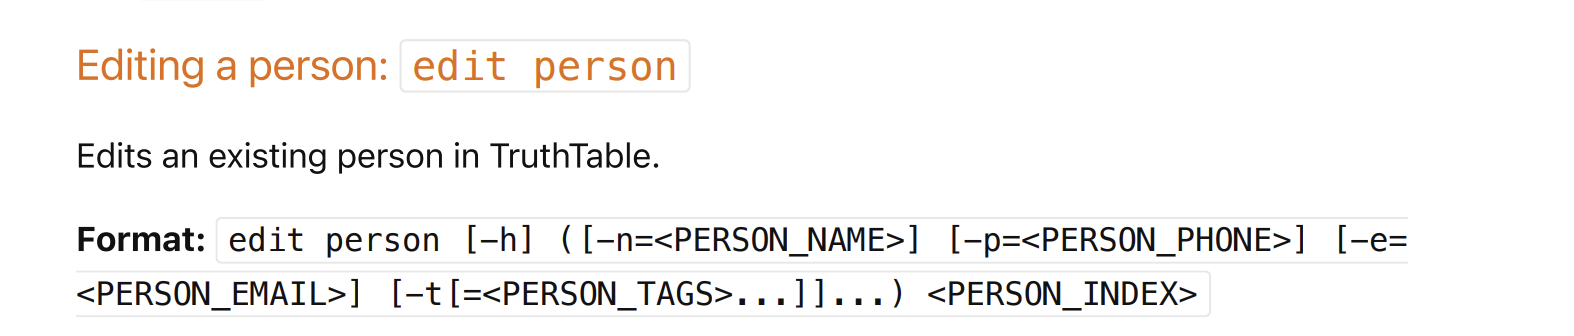 Editing a person: edit person
Edits an existing person in TruthTable.
Format: edit person [-h] ([-n=<PERSON_NAME>] [-p=<PERSON_PHONE>] [-e=
<PERSON_EMAIL>] [-t[=<PERSON_TAGS>...]]...) <PERSON_INDEX>